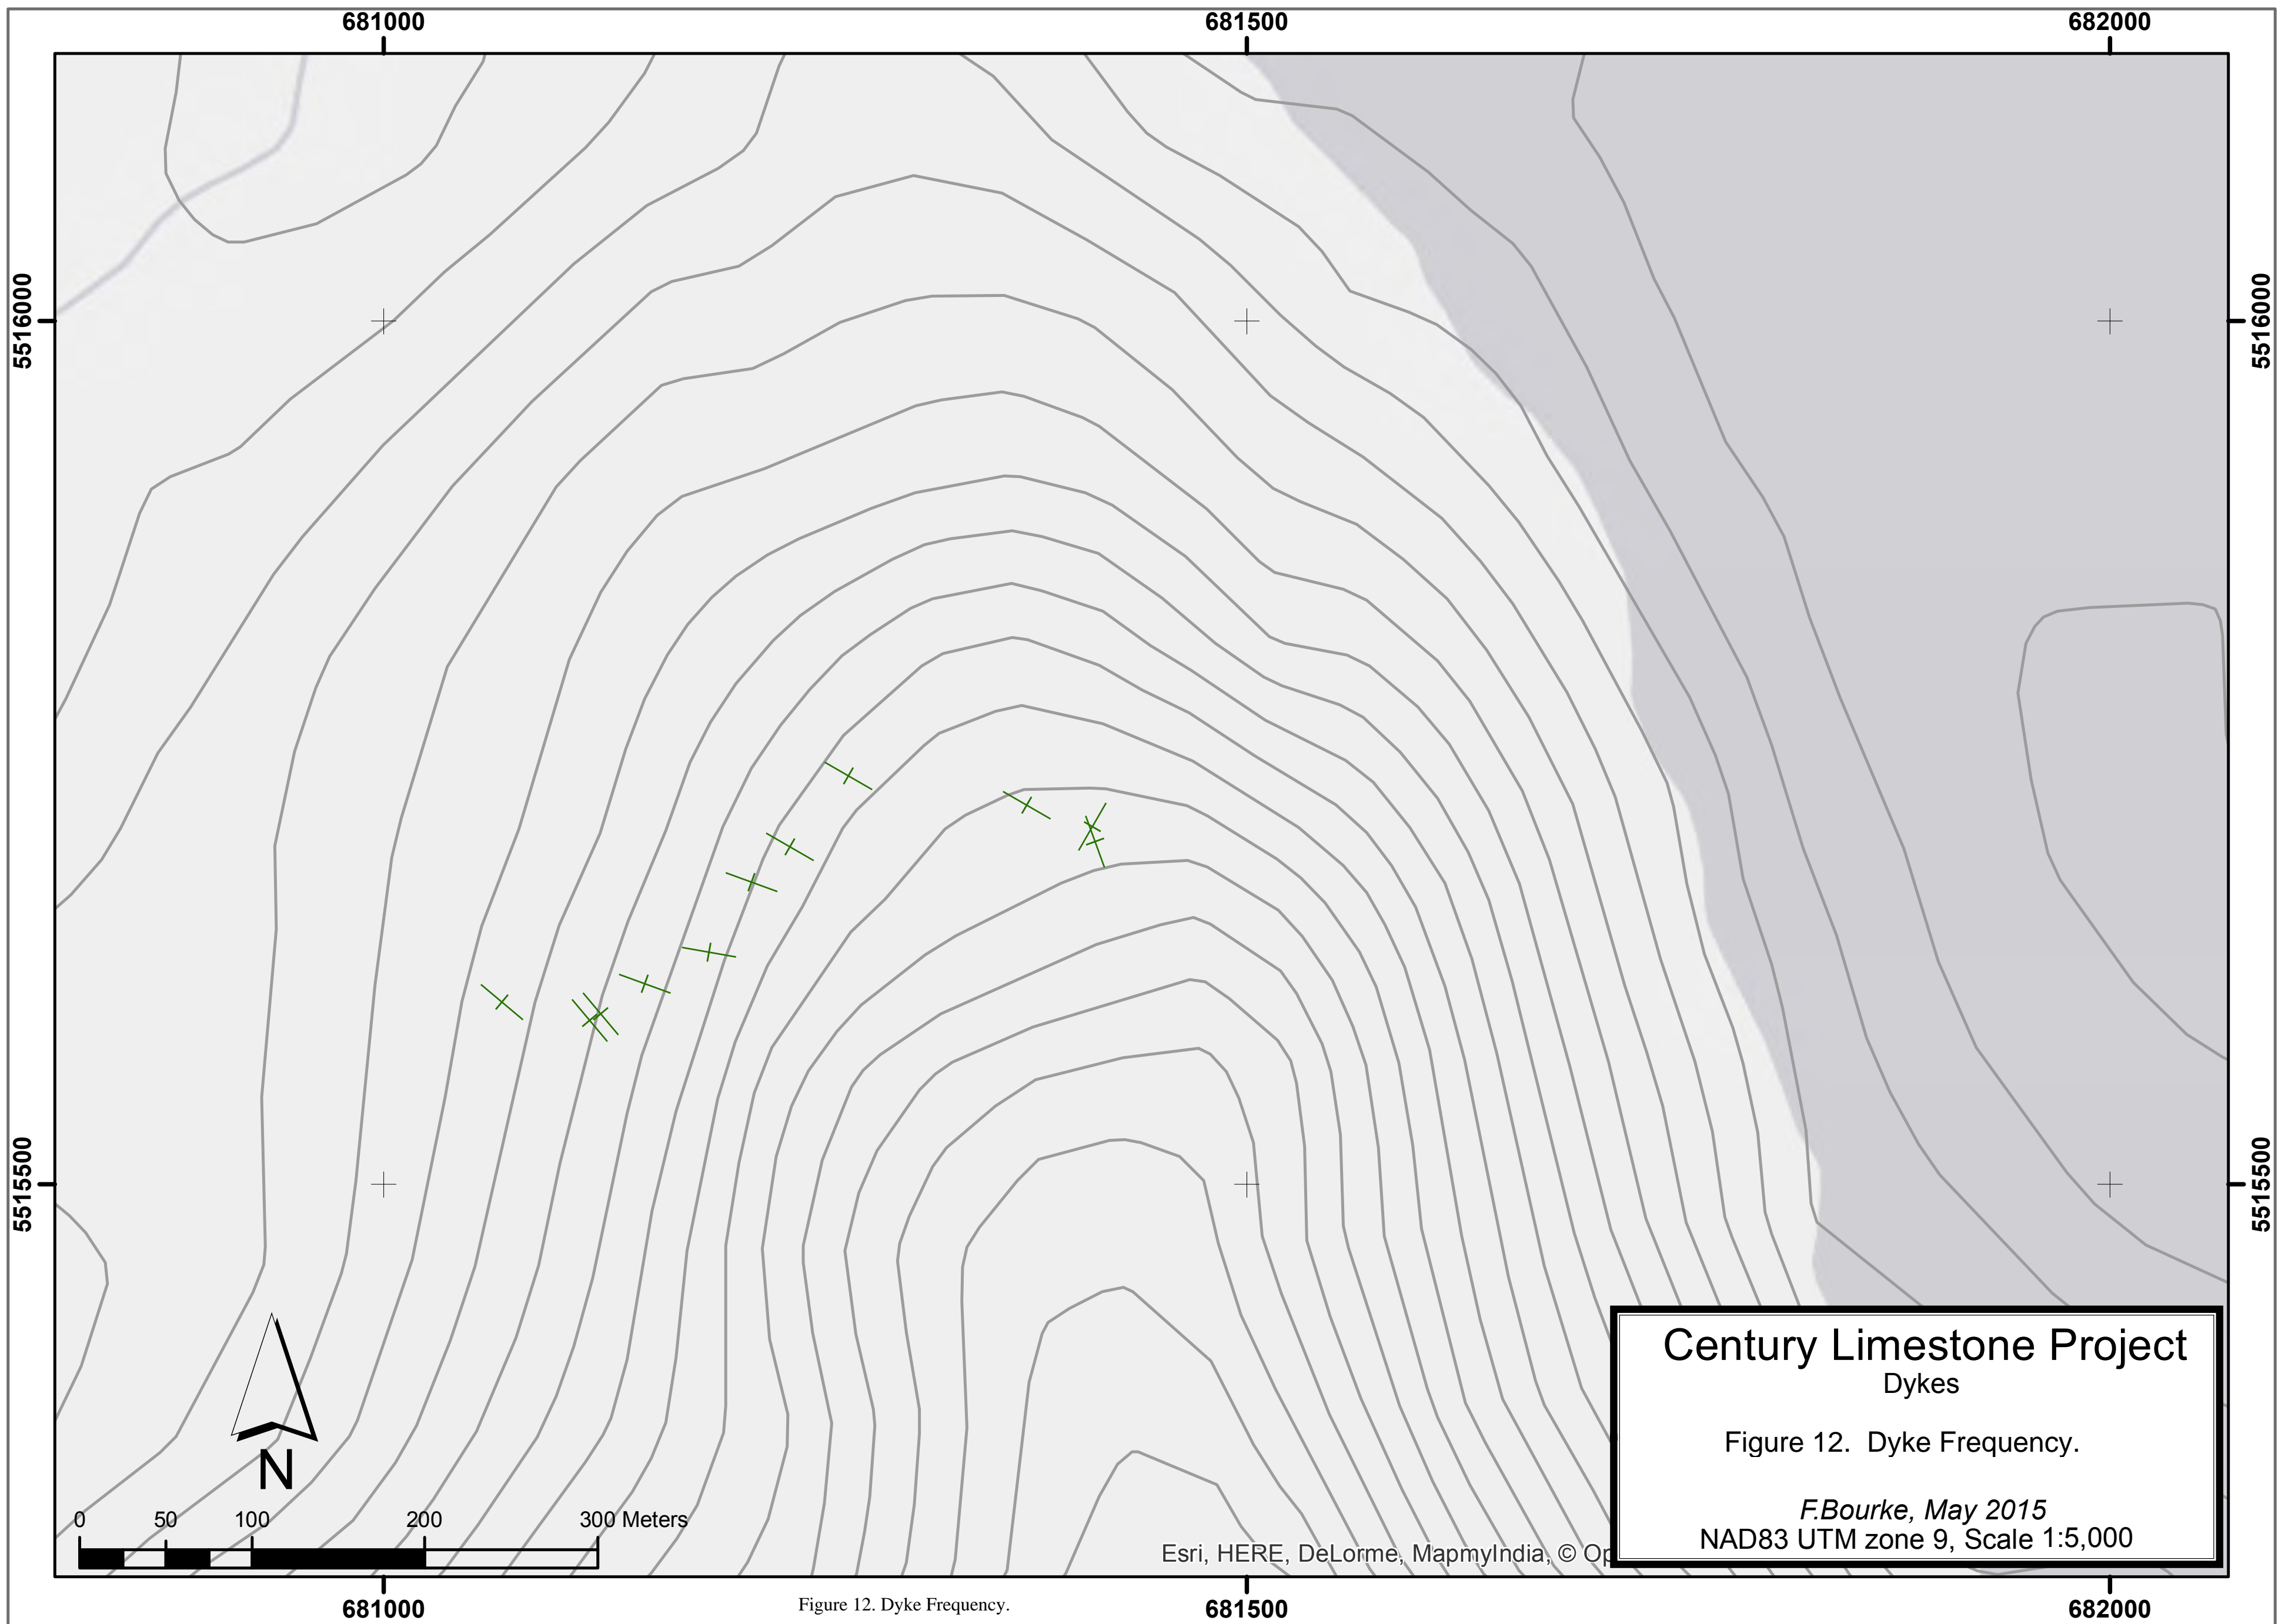 681000 681500 682000
5516000 5516000
5515500 5515500
N
0 50 100 200 300 Meters
Esri, HERE, DeLorme, MapmyIndia, © Op
Century Limestone Project
Dykes
Figure 12. Dyke Frequency.
F.Bourke, May 2015
NAD83 UTM zone 9, Scale 1:5,000
681000 681500 682000
Figure 12. Dyke Frequency.